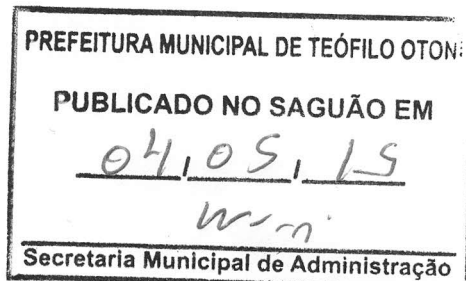 PREFEITURA MUNICIPAL DE TEÓFILO OTON
PUBLICADO NO SAGUÃO EM
04, 05, 15
Secretaria Municipal de Administração